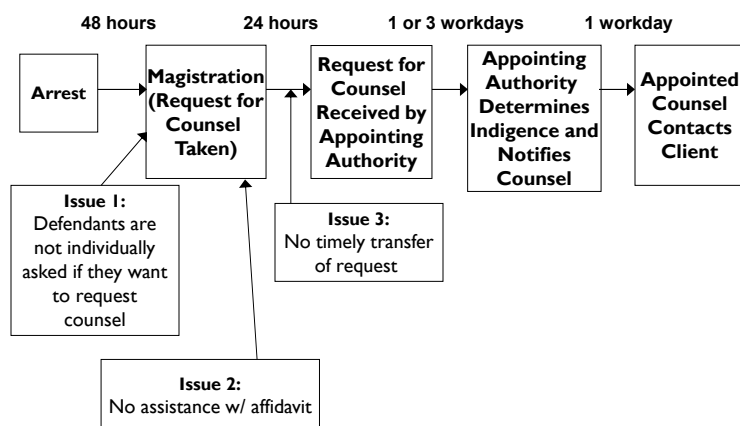 48 hours
24 hours
1 or 3 workdays
1 workday
Arrest
Magistration
(Request for
Counsel
Taken)
Request for
Counsel
Received by
Appointing
Authority
Appointing
Authority
Determines
Indigence and
Notifies
Counsel
Appointed
Counsel
Contacts
Client
Issue 1:
Defendants are
not individually
asked if they want
to request
counsel
Issue 3:
No timely transfer
of request
Issue 2:
No assistance w/ affidavit